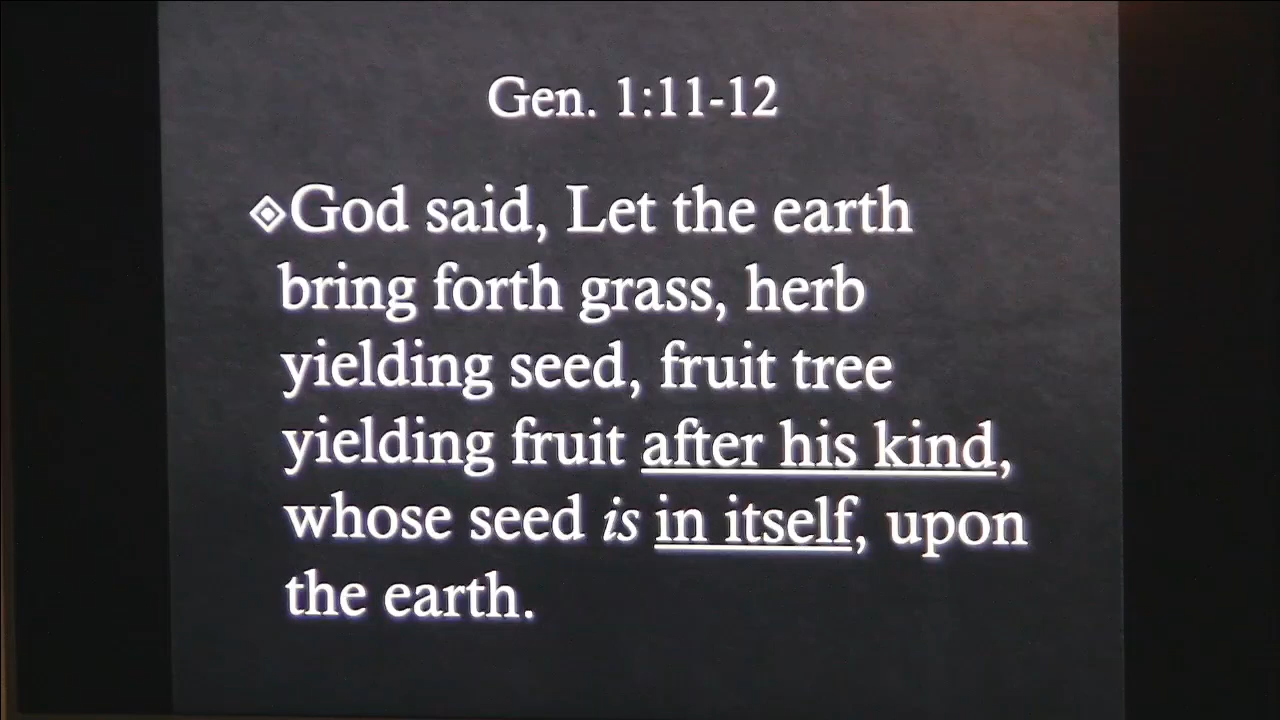 Gen. 1:11-12
God said, Let the earth
bring forth grass, herb
yielding seed, fruit tree
yielding fruit after his kind,
whose seed is in itself, upon
the earth.